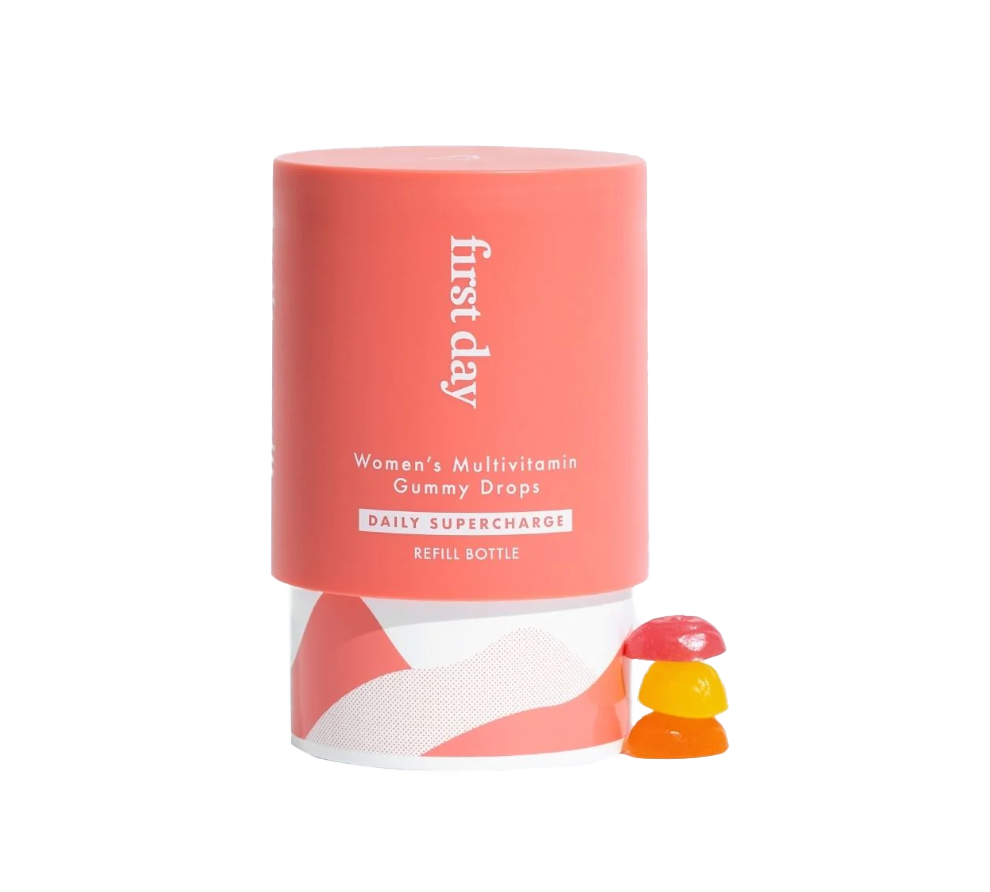 first day
Women's Multivitamin
Gummy Drops
DAILY SUPERCHARGE
REFILL BOTTLE